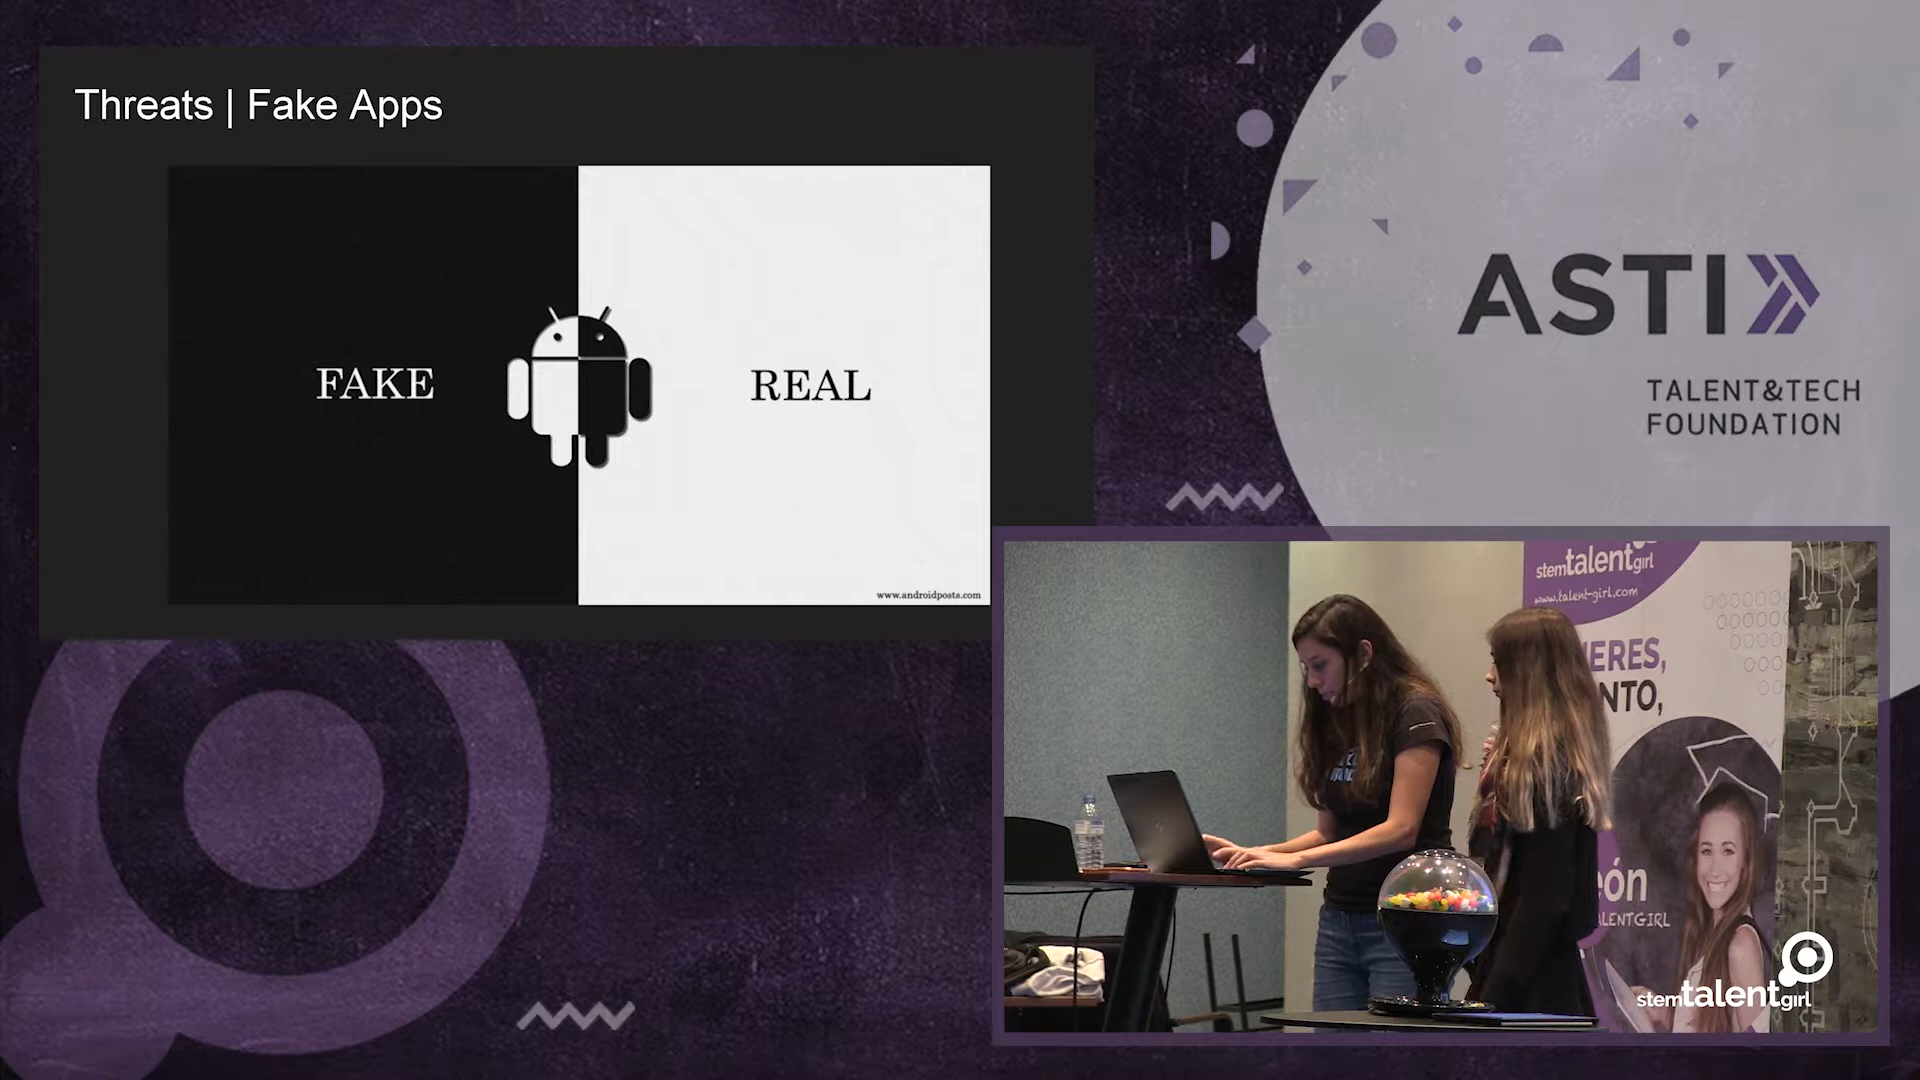 Threats | Fake Apps
FAKE
REAL
www.androidposts.com
ASTI
TALENT&TECH
FOUNDATION
stemtalentgirl
www.talent-girl.com
ERES,
NTO,
eón
ALENTGIRL
stemtalentgirl